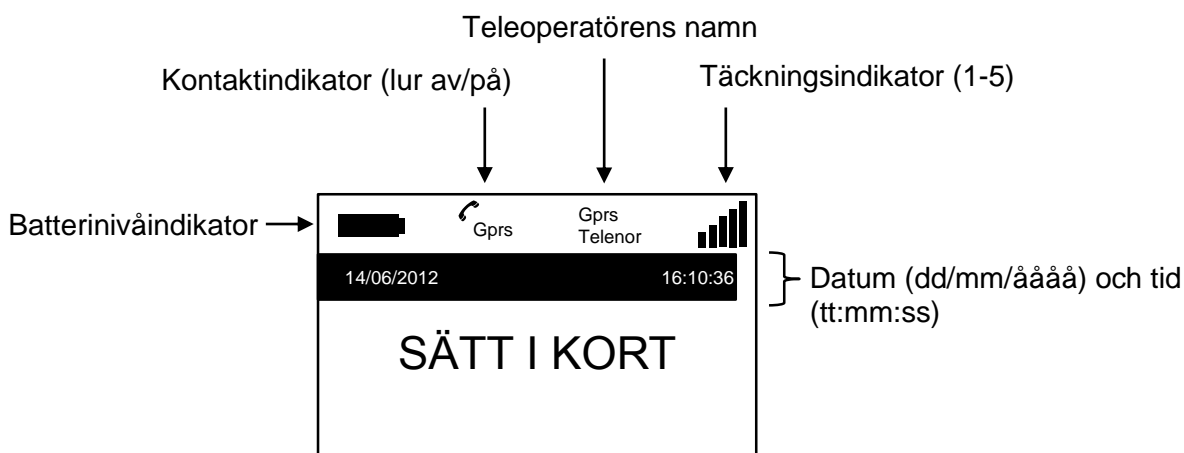 Teleoperatörens namn
Kontaktindikator (lur av/på)
Täckningsindikator (1-5)
Batterinivåindikator
Gprs
Gprs
Telenor
14/06/2012
16:10:36
Datum (dd/mm/åååå) och tid
(tt:mm:ss)
SÄTT I KORT